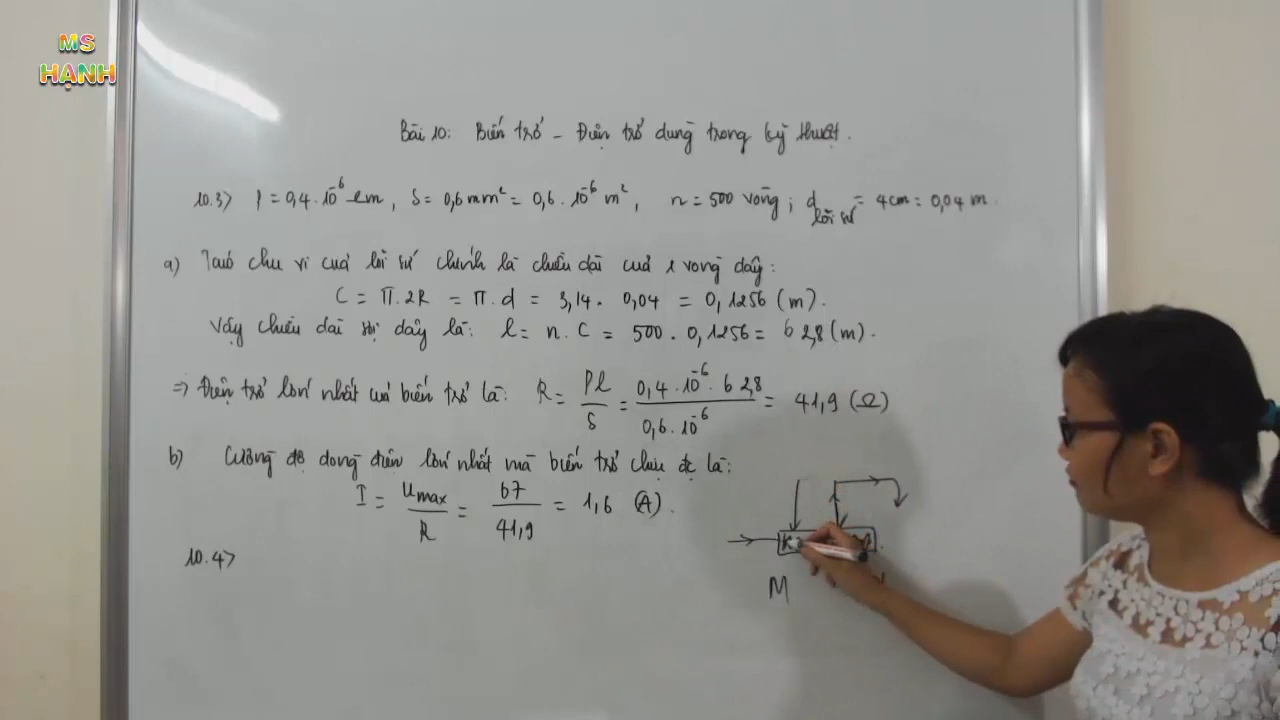 MS
HẠNH
Bài 10: Biến trở - Điện trở dùng trong kỹ thuật.
10.3> ρ = 0,4.10⁻⁶ Ωm, S = 0,6mm² = 0,6.10⁻⁶ m², n = 500 vòng; d lõi sứ = 4cm = 0,04 m.
a) Ta có chu vi của lõi sứ chính là chiều dài của 1 vòng dây:
C = π.2R = π.d = 3,14. 0,04 = 0,1256 (m).
Vậy chiều dài sợi dây là: l = n.C = 500.0,1256 = 62,8(m).
=> Điện trở lớn nhất của biến trở là: R = ρl/S = 0,4.10⁻⁶.62,8/0,6.10⁻⁶ = 41,9 (Ω)
b) Cường độ dòng điện lớn nhất mà biến trở chịu đc là:
I = Umax/R = 67/41,9 = 1,6 (A).
10.4>
M